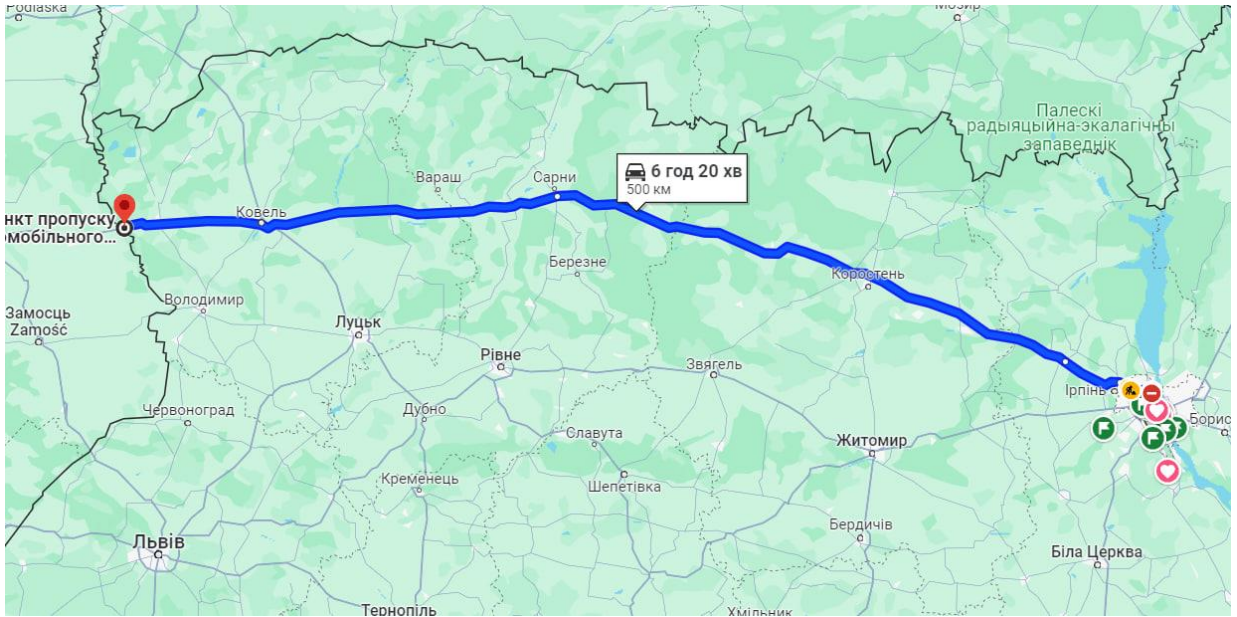 Podlaska
Мозир
Палескі
радыяцыйна-экалагічны
запаведнік
6 год 20 хв
500 км
Вараш
Сарни
нкт пропуску
омобільного...
Ковель
Березне
Коростень
Володимир
Замосць
Zamość
Луцьк
Рівне
Звягель
Ірпінь
Борис
Червоноград
Дубно
Славута
Житомир
Кременець
Шепетівка
Львів
Бердичів
Біла Церква
Тернопіль
Хмільник